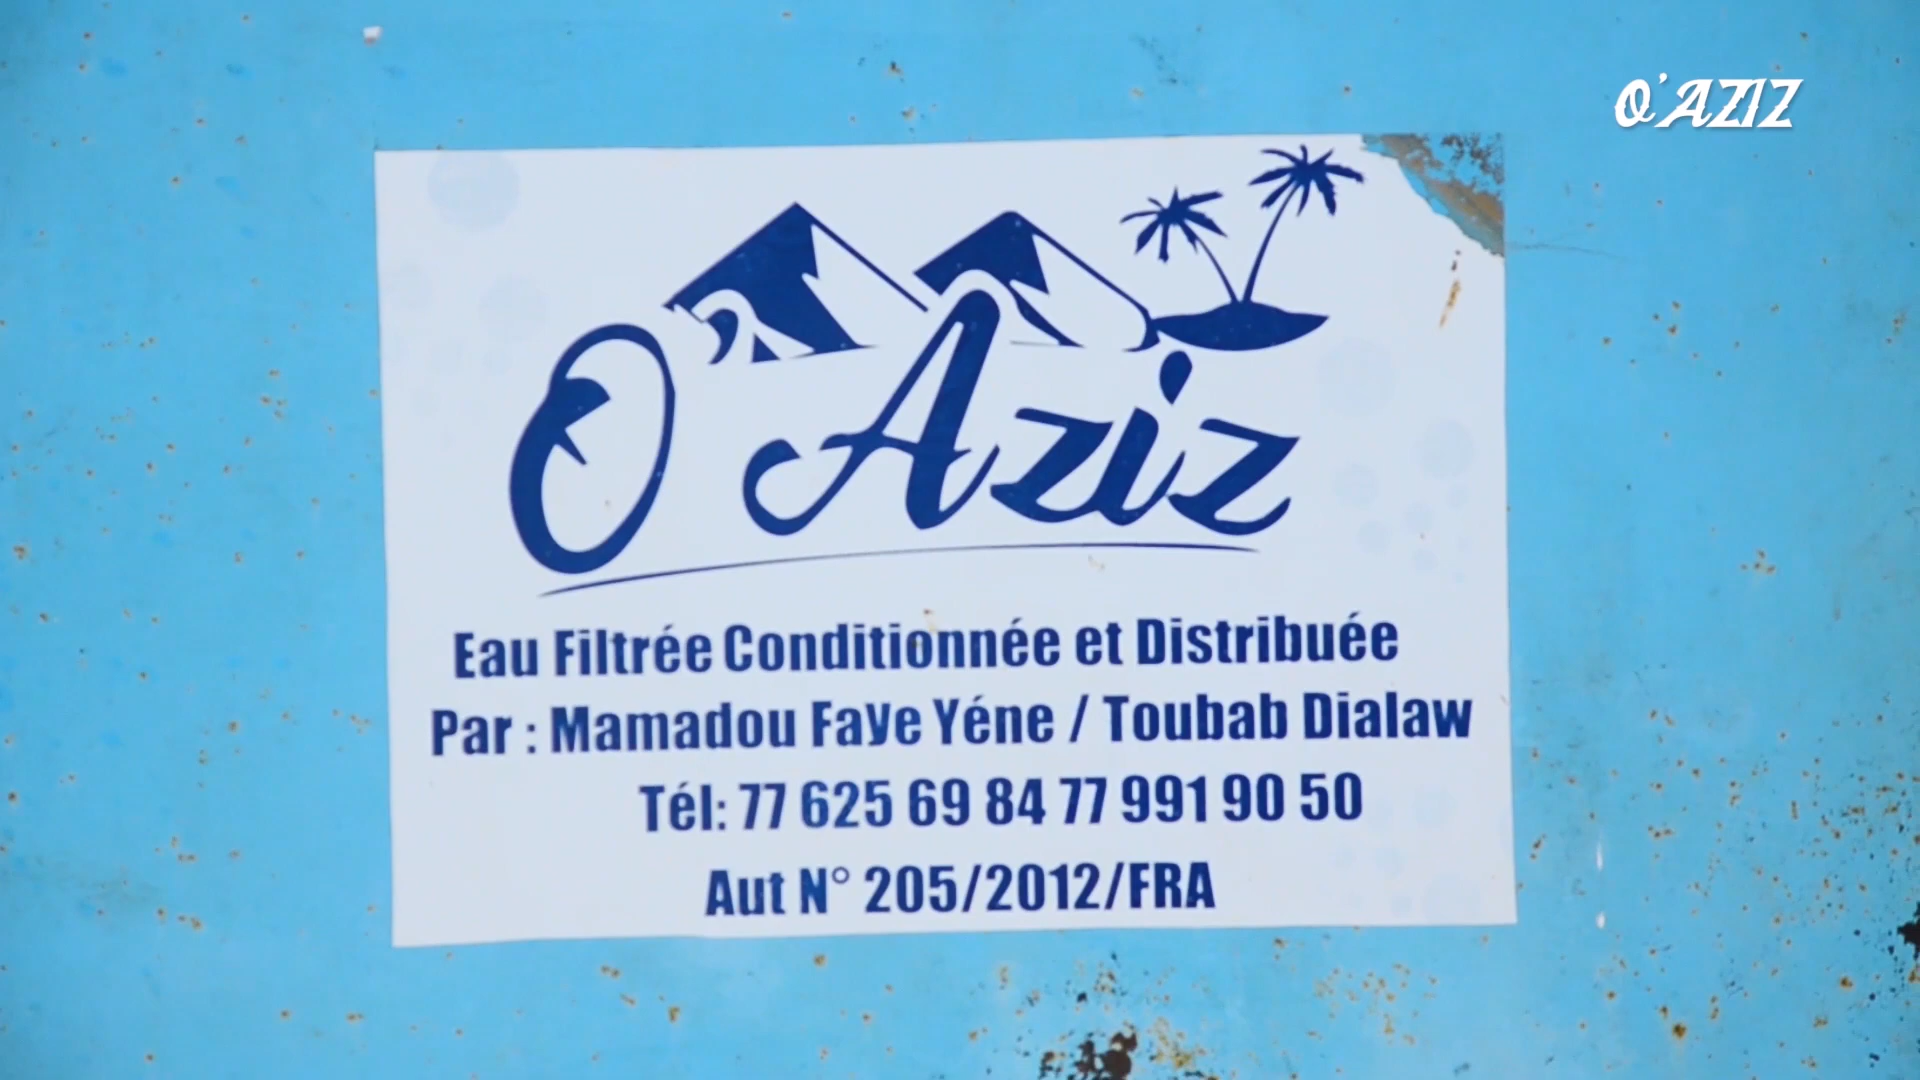 O'AZIZ
O'Aziz
Eau Filtrée Conditionnée et Distribuée
Par : Mamadou Faye Yéne / Toubab Dialaw
Tél: 77 625 69 84 77 991 90 50
Aut N° 205/2012/FRA